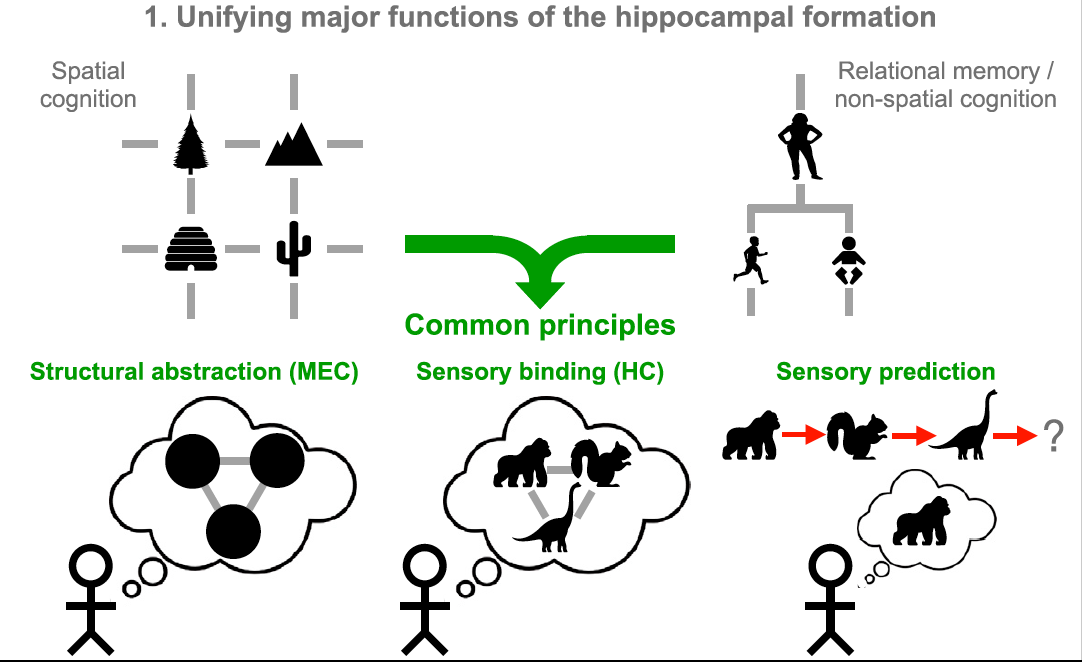 1. Unifying major functions of the hippocampal formation
Spatial
cognition
Relational memory /
non-spatial cognition
Common principles
Structural abstraction (MEC)
Sensory binding (HC)
Sensory prediction
?